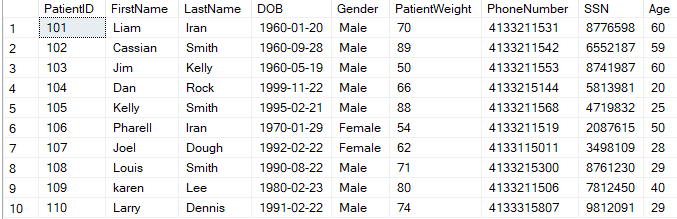 PatientID FirstName LastName DOB Gender PatientWeight PhoneNumber SSN Age
1 101 Liam Iran 1960-01-20 Male 70 4133211531 8776598 60
2 102 Cassian Smith 1960-09-28 Male 89 4133211542 6552187 59
3 103 Jim Kelly 1960-05-19 Male 50 4133211553 8741987 60
4 104 Dan Rock 1999-11-22 Male 66 4133215144 5813981 20
5 105 Kelly Smith 1995-02-21 Male 88 4133211568 4719832 25
6 106 Pharell Iran 1970-01-29 Female 54 4133211519 2087615 50
7 107 Joel Dough 1992-02-22 Female 62 4133115011 3498109 28
8 108 Louis Smith 1990-08-22 Male 71 4133215300 8761230 29
9 109 karen Lee 1980-02-23 Male 80 4133211506 7812450 40
10 110 Larry Dennis 1991-02-22 Male 74 4133315807 9812091 29